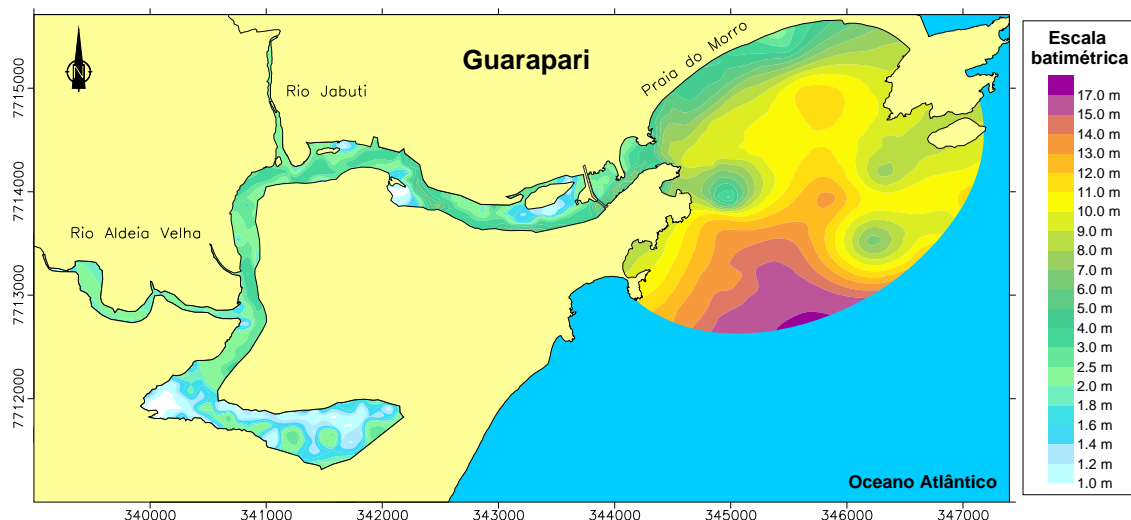 Guarapari
Praia do Morro
Rio Jabuti
Rio Aldeia Velha
Oceano Atlântico
N
7715000
7714000
7713000
7712000
340000
341000
342000
343000
344000
345000
346000
347000
Escala
batimétrica
17.0 m
15.0 m
14.0 m
13.0 m
12.0 m
11.0 m
10.0 m
9.0 m
8.0 m
7.0 m
6.0 m
5.0 m
4.0 m
3.0 m
2.5 m
2.0 m
1.8 m
1.6 m
1.4 m
1.2 m
1.0 m